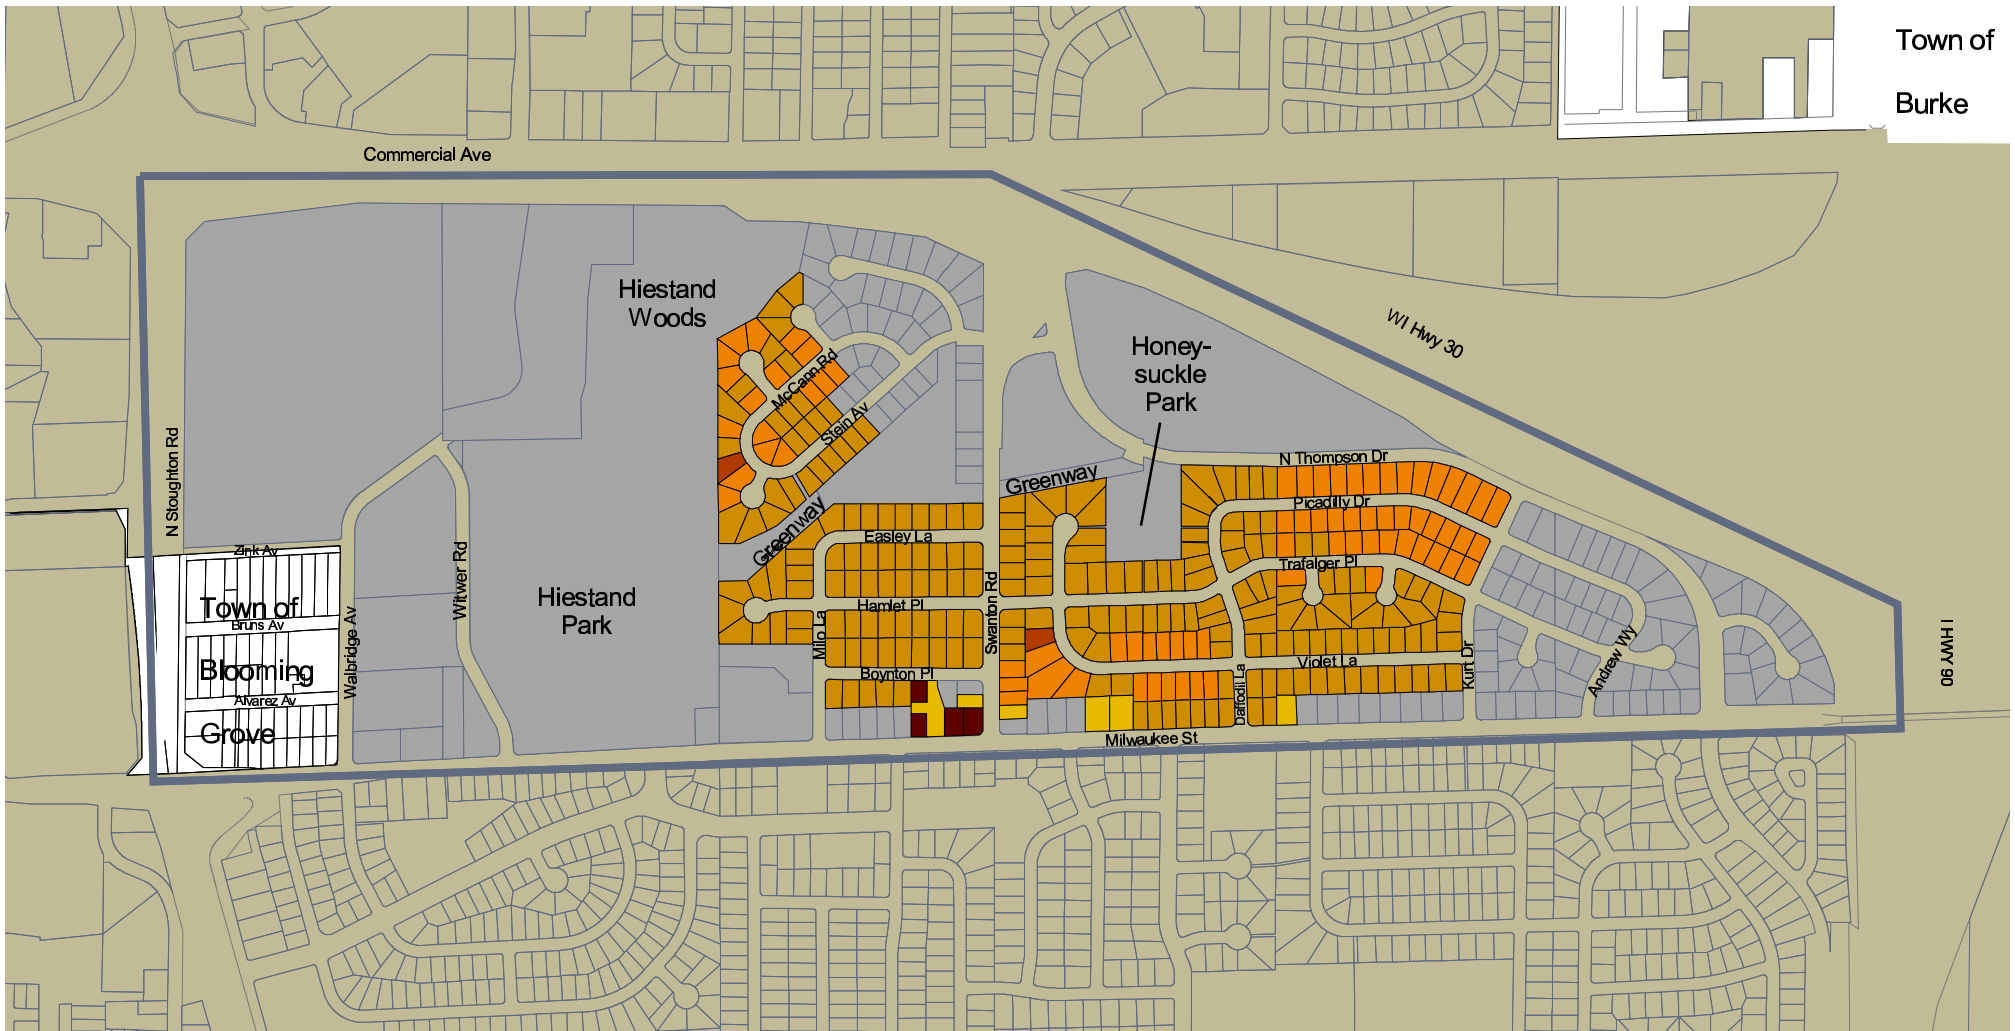 Town of
Burke
Commercial Ave
Hiestand
Woods
WI Hwy 30
Honey-
suckle
Park
McCann Rd
Stein Av
N Stoughton Rd
N Thompson Dr
Greenway
Picadilly Dr
Greenway
Easley La
Zink Av
Trafalger Pl
Witwer Rd
Hiestand
Park
Swanton Rd
Hamlet Pl
Milo La
Town of
Bruns Av
Blooming
Alvarez Av
Grove
Walbridge Av
Boynton Pl
Violet La
Kurt Dr
Andrew Wy
I HWY 90
Daffodil La
Milwaukee St